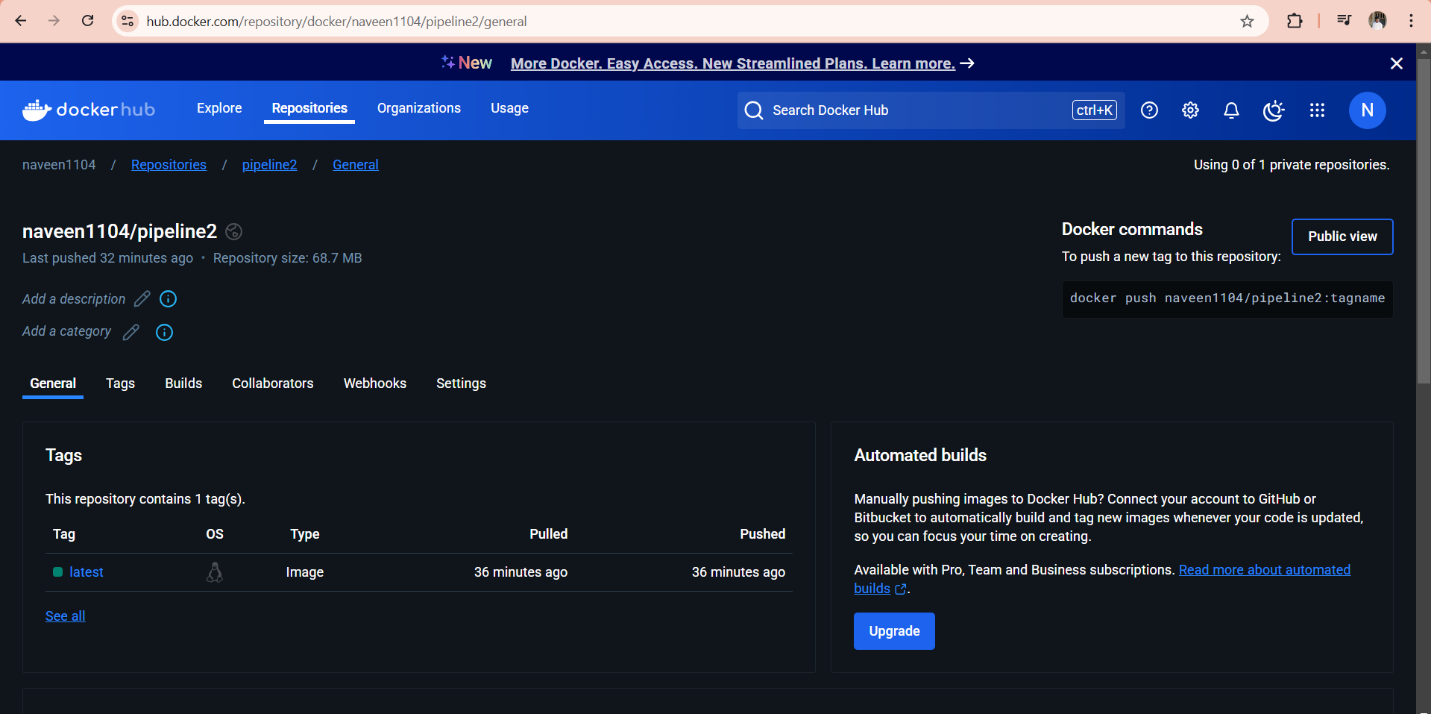 hub.docker.com/repository/docker/naveen1104/pipeline2/general
New More Docker. Easy Access. New Streamlined Plans. Learn more. →
dockerhub Explore Repositories Organizations Usage Search Docker Hub ctrl+K N
naveen1104 / Repositories / pipeline2 / General Using 0 of 1 private repositories.
naveen1104/pipeline2
Last pushed 32 minutes ago • Repository size: 68.7 MB
Add a description
Add a category
Docker commands
Public view
To push a new tag to this repository:
docker push naveen1104/pipeline2:tagname
General Tags Builds Collaborators Webhooks Settings
Tags
This repository contains 1 tag(s).
Tag OS Type Pulled Pushed
latest Image 36 minutes ago 36 minutes ago
See all
Automated builds
Manually pushing images to Docker Hub? Connect your account to GitHub or
Bitbucket to automatically build and tag new images whenever your code is updated,
so you can focus your time on creating.
Available with Pro, Team and Business subscriptions. Read more about automated
builds.
Upgrade